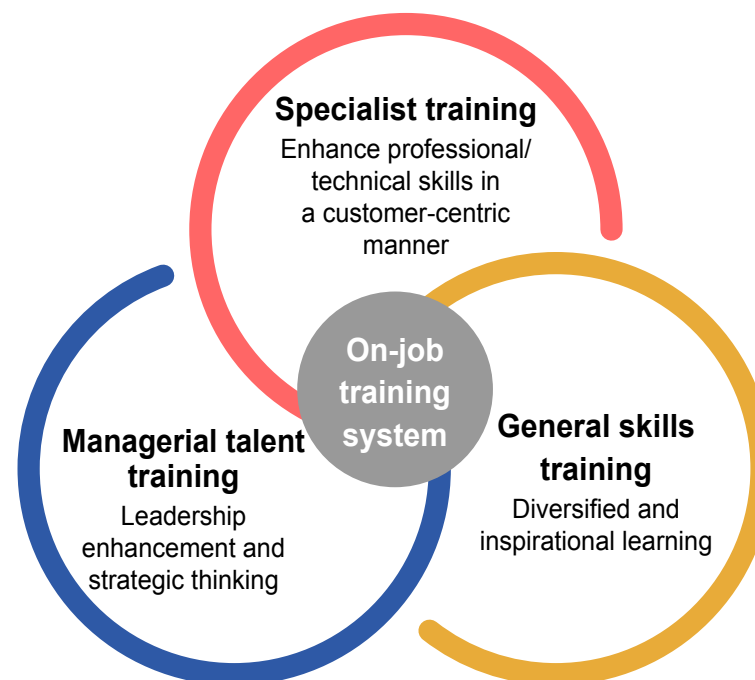 Specialist training
Enhance professional/
technical skills in
a customer-centric
manner
On-job
training
system
Managerial talent
training
Leadership
enhancement and
strategic thinking
General skills
training
Diversified and
inspirational learning